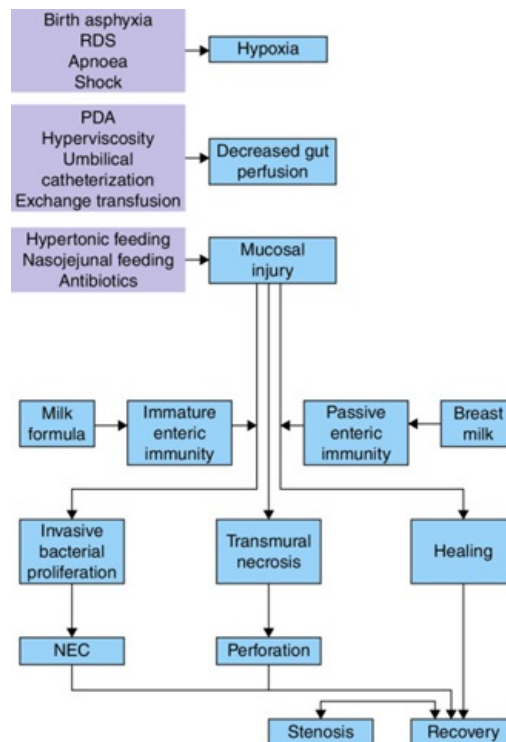 Birth asphyxia
RDS
Apnoea
Shock
Hypoxia
PDA
Hyperviscosity
Umbilical
catheterization
Exchange transfusion
Decreased gut
perfusion
Hypertonic feeding
Nasojejunal feeding
Antibiotics
Mucosal
injury
Milk
formula
Immature
enteric
immunity
Passive
enteric
immunity
Breast
milk
Invasive
bacterial
proliferation
Transmural
necrosis
Healing
NEC
Perforation
Stenosis
Recovery